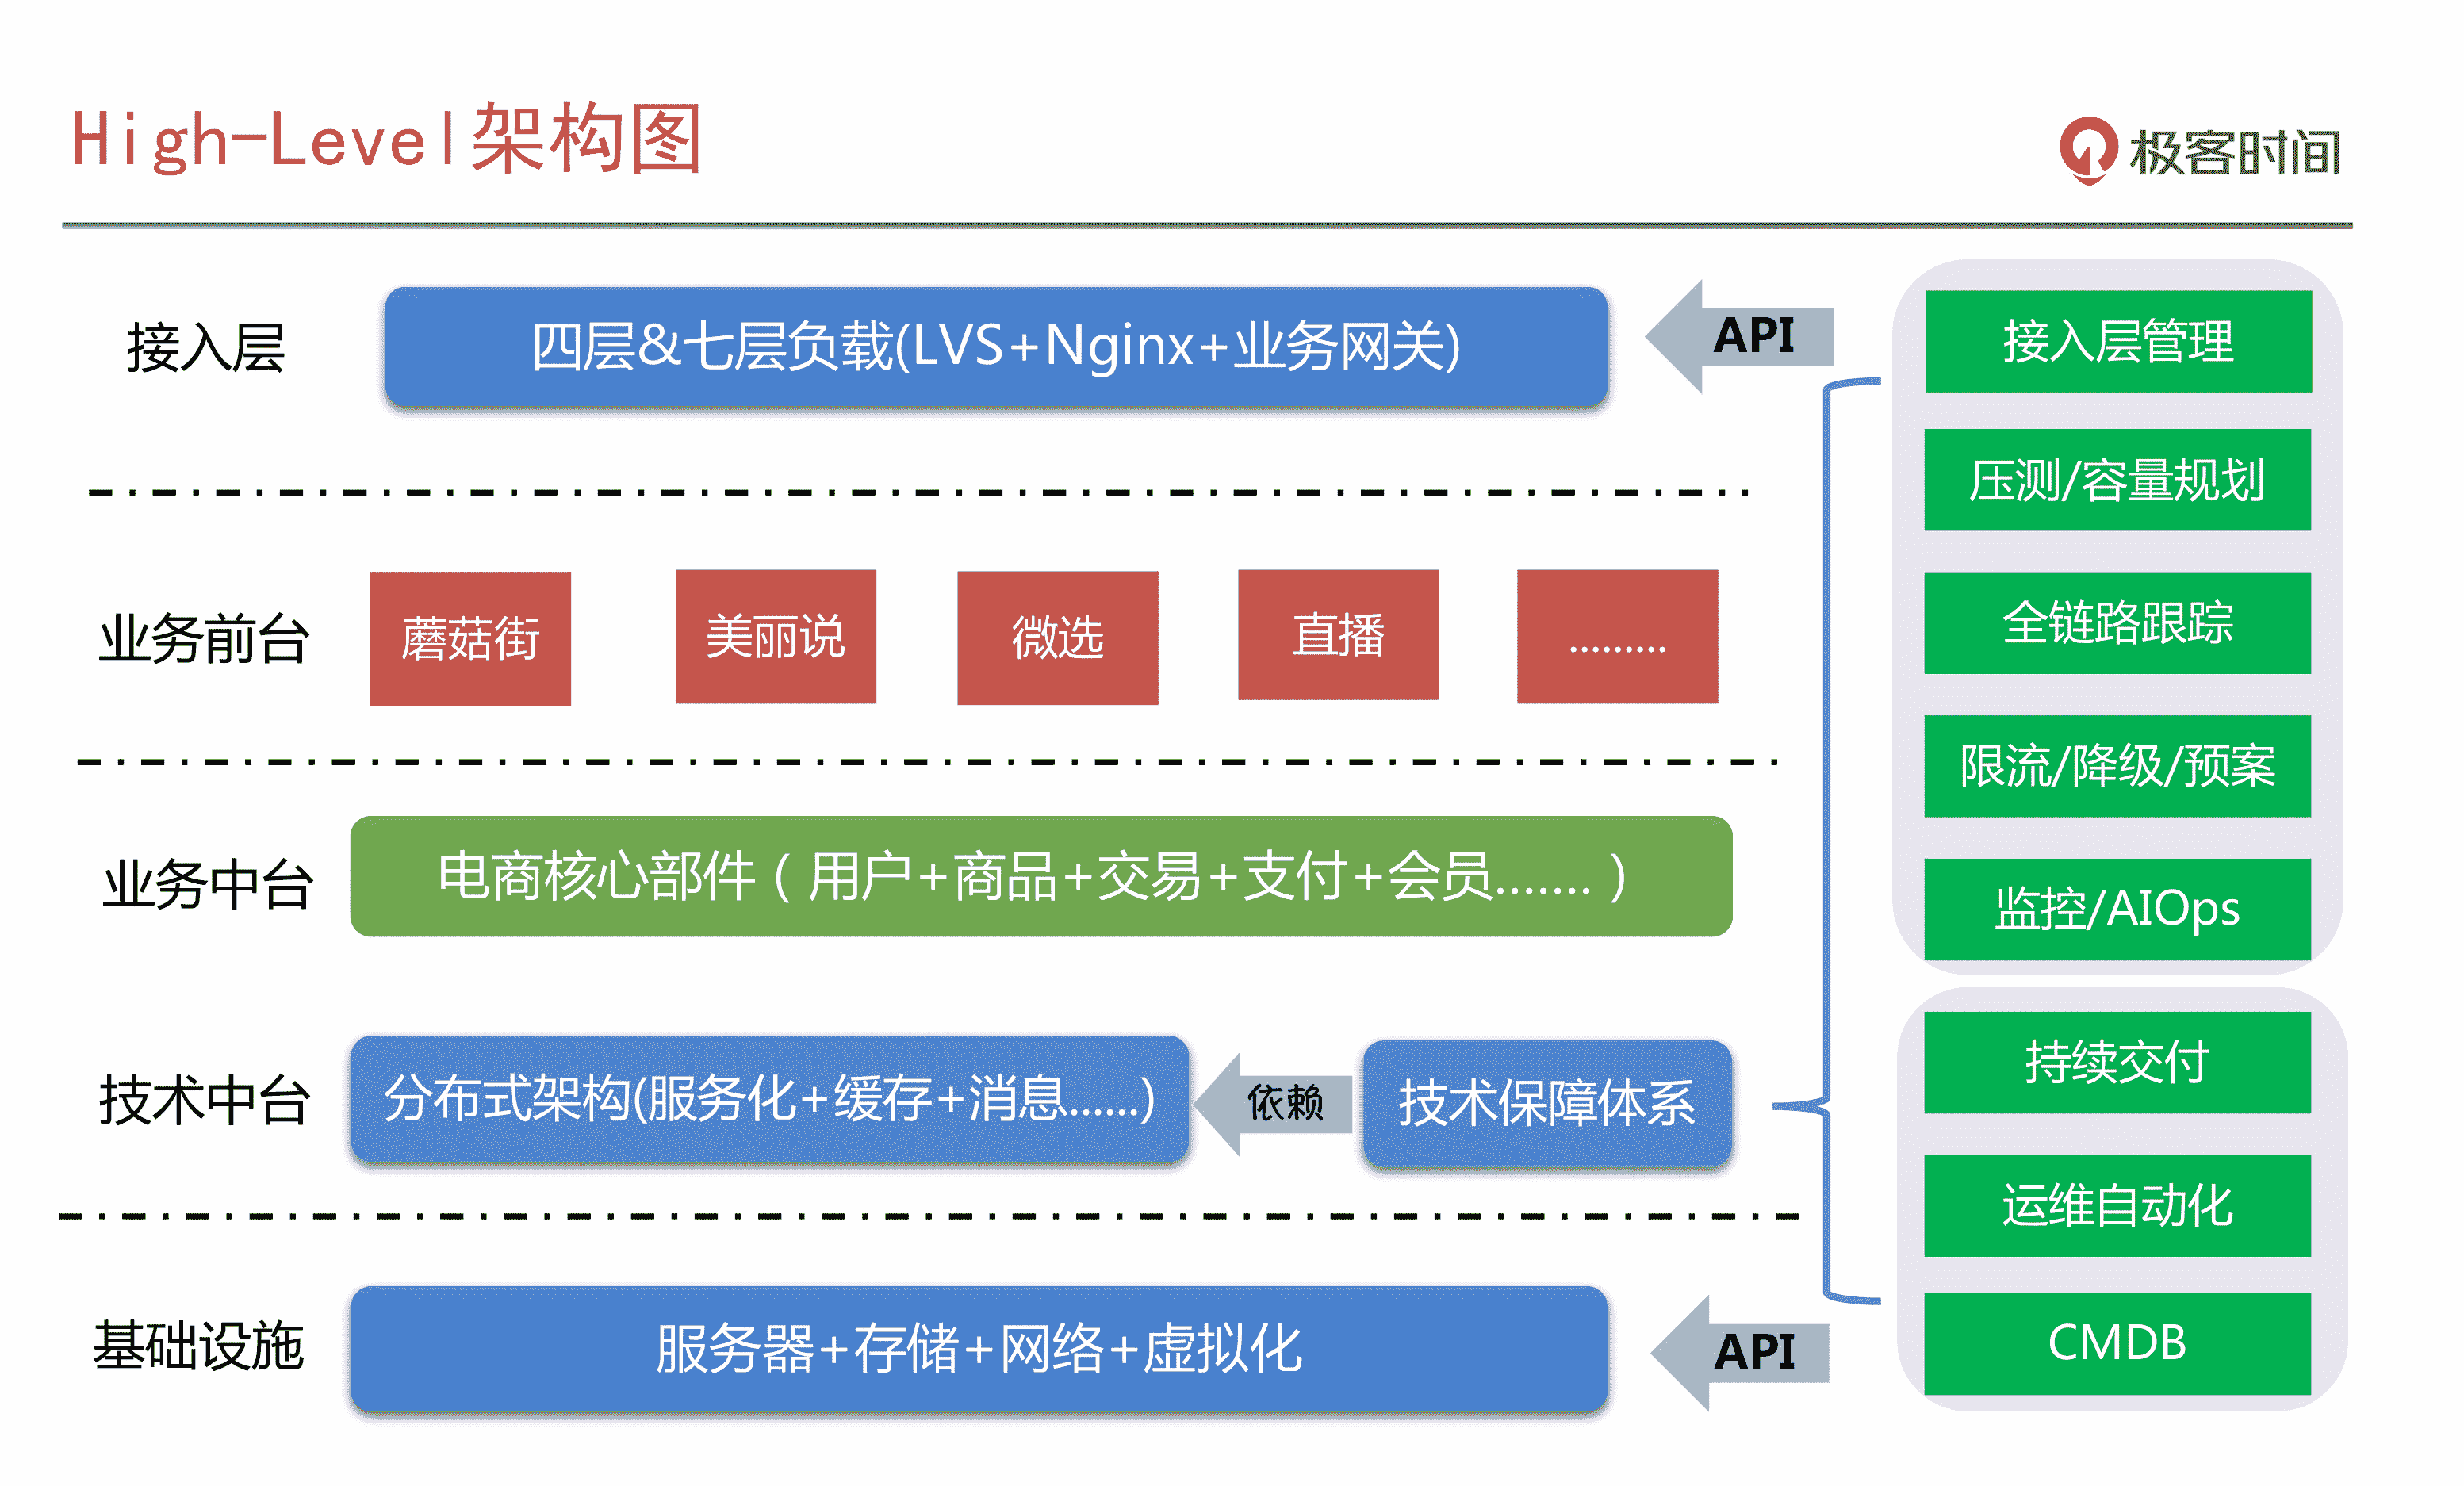 High-Level架构图
极客时间
接入层
四层&七层负载(LVS+Nginx+业务网关)
API
业务前台
蘑菇街
美丽说
微选
直播
.........
业务中台
电商核心部件（用户+商品+交易+支付+会员.......）
技术中台
分布式架构(服务化+缓存+消息......)
依赖
技术保障体系
基础设施
服务器+存储+网络+虚拟化
API
接入层管理
压测/容量规划
全链路跟踪
限流/降级/预案
监控/AIOps
持续交付
运维自动化
CMDB